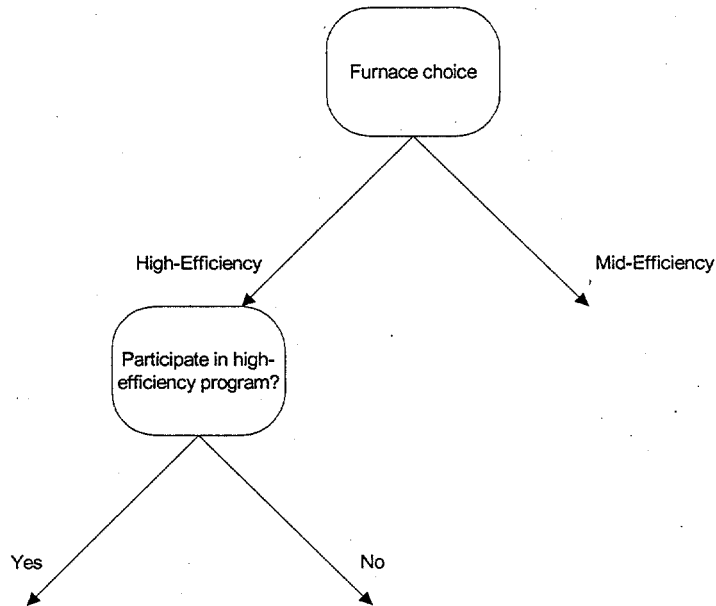 Furnace choice
High-Efficiency
Mid-Efficiency
Participate in high-
efficiency program?
Yes
No